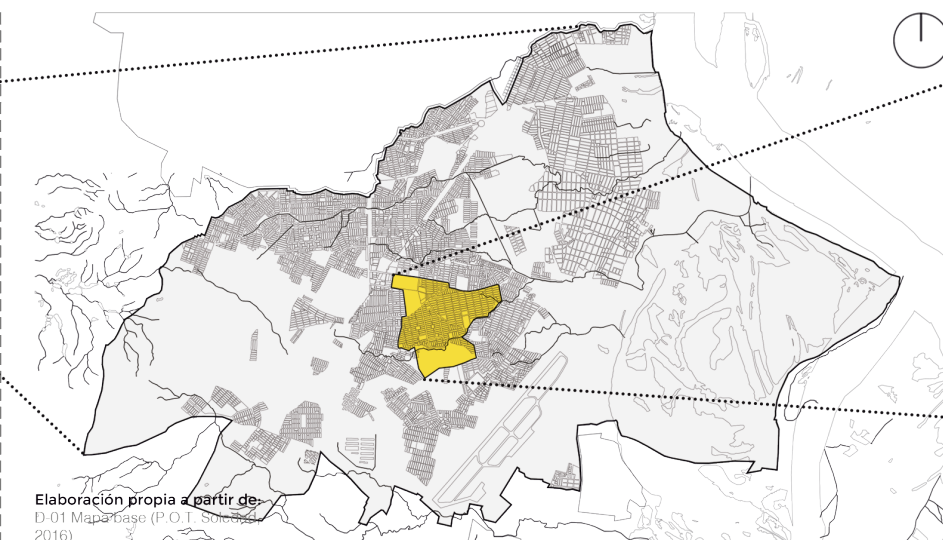 Elaboración propia a partir de:
D-01 Mapa base (P.O.T. Soledad,
2016)